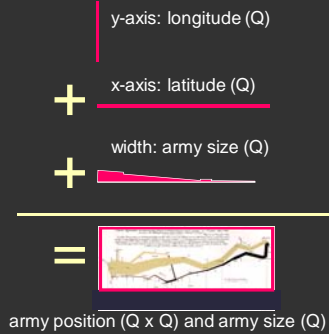 y-axis: longitude (Q)
+ x-axis: latitude (Q)
+ width: army size (Q)
=
army position (Q x Q) and army size (Q)